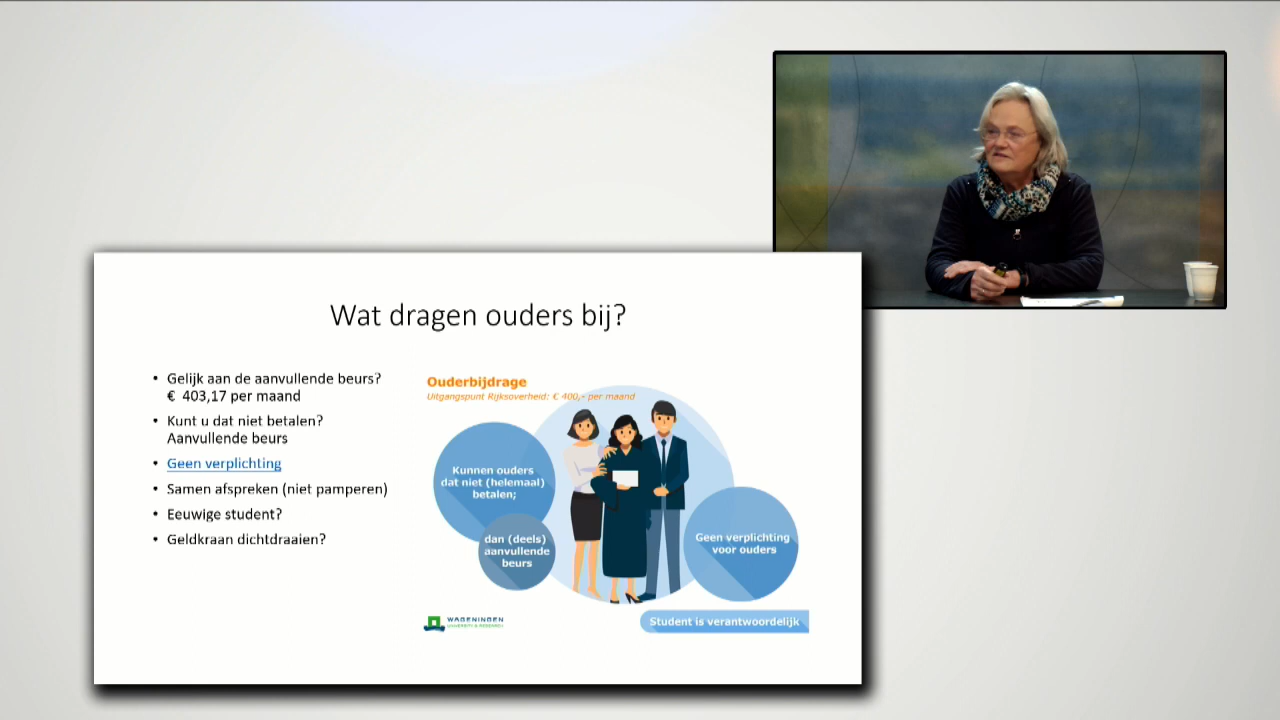 Wat dragen ouders bij?
• Gelijk aan de aanvullende beurs?
€ 403,17 per maand
• Kunt u dat niet betalen?
Aanvullende beurs
• Geen verplichting
• Samen afspreken (niet pamperen)
• Eeuwige student?
• Geldkraan dichtdraaien?
Ouderbijdrage
Uitgangspunt Rijksoverheid: € 400,- per maand
Kunnen ouders
dat niet (helemaal)
betalen;
dan (deels)
aanvullende
beurs
Geen verplichting
voor ouders
Student is verantwoordelijk
WAGENINGEN
UNIVERSITY & RESEARCH